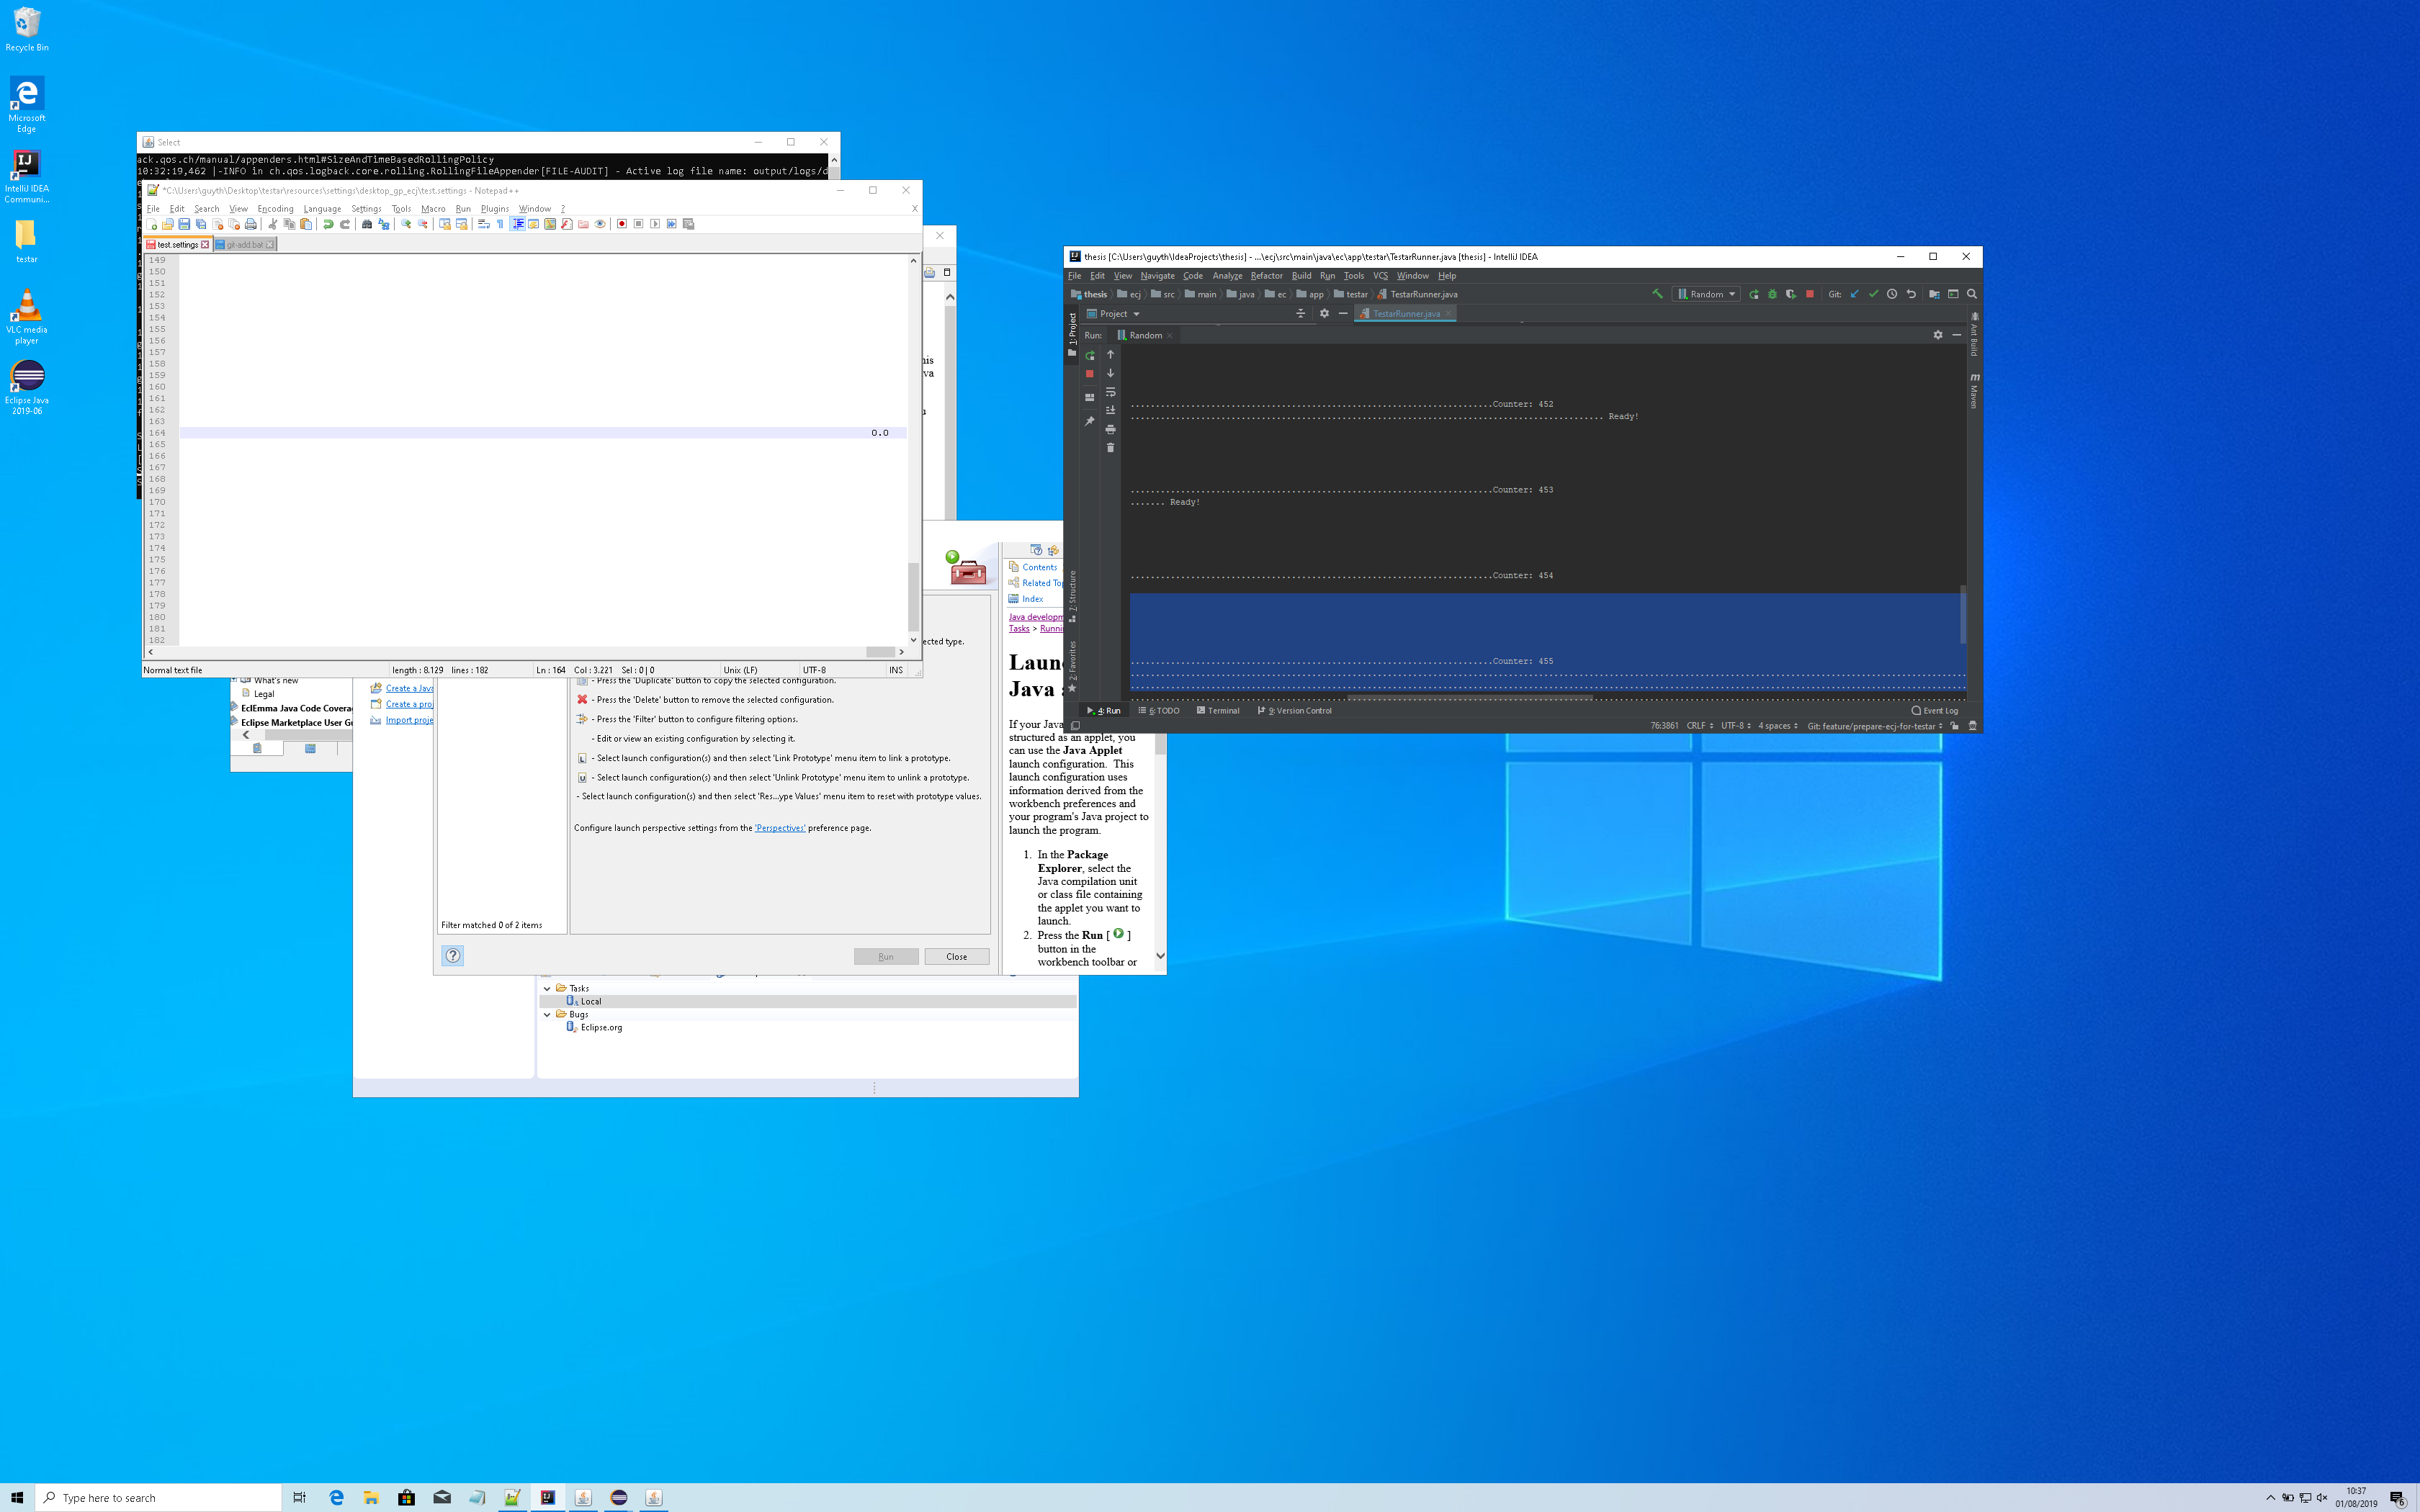 Recycle Bin
Microsoft
Edge
IntelliJ IDEA
Communi...
testar
VLC media
player
Eclipse Java
2019-06
Select
ack.qos.ch/manual/appenders.html#SizeAndTimeBasedRollingPolicy
10:32:19,462 |-INFO in ch.qos.logback.core.rolling.RollingFileAppender[FILE-AUDIT] - Active log file name: output/logs/d
*C:\Users\guyth\Desktop\testar\resources\settings\desktop_gp_ecj\test.settings - Notepad++
File Edit Search View Encoding Language Settings Tools Macro Run Plugins Window ? X
test.settings git-add.bat
149
150
151
152
153
154
155
156
157
158
159
160
161
162
163
164 0.0
165
166
167
168
169
170
171
172
173
174
175
176
177
178
179
180
181
182
Normal text file length : 8.129 lines : 182 Ln : 164 Col : 3.221 Sel : 0 | 0 Unix (LF) UTF-8 INS
What's new
Legal
EclEmma Java Code Covera
Eclipse Marketplace User Gu
Create a Java
Create a proj
Import proje
ected type.
- Press the 'Duplicate' button to copy the selected configuration.
- Press the 'Delete' button to remove the selected configuration.
- Press the 'Filter' button to configure filtering options.
- Edit or view an existing configuration by selecting it.
- Select launch configuration(s) and then select 'Link Prototype' menu item to link a prototype.
- Select launch configuration(s) and then select 'Unlink Prototype' menu item to unlink a prototype.
- Select launch configuration(s) and then select 'Res...ype Values' menu item to reset with prototype values.
Configure launch perspective settings from the 'Perspectives' preference page.
Filter matched 0 of 2 items
Run Close
Contents
Related To
Index
Java developm
Tasks > Runni
Laun
Java a
If your Java
structured as an applet, you
can use the Java Applet
launch configuration. This
launch configuration uses
information derived from the
workbench preferences and
your program's Java project to
launch the program.
1. In the Package
Explorer, select the
Java compilation unit
or class file containing
the applet you want to
launch.
2. Press the Run [ ]
button in the
workbench toolbar or
Tasks
Local
Bugs
Eclipse.org
thesis [C:\Users\guyth\IdeaProjects\thesis] - ...\ecj\src\main\java\ec\app\testar\TestarRunner.java [thesis] - IntelliJ IDEA
File Edit View Navigate Code Analyze Refactor Build Run Tools VCS Window Help
thesis ecj src main java ec app testar TestarRunner.java Random Git:
1: Project Project TestarRunner.java
Run: Random
Ant Build
Maven
7: Structure
2: Favorites
Counter: 452
Ready!
Counter: 453
....... Ready!
Counter: 454
Counter: 455
4: Run 6: TODO Terminal 9: Version Control Event Log
76:3861 CRLF UTF-8 4 spaces Git: feature/prepare-ecj-for-testar
Type here to search
10:37
01/08/2019
6